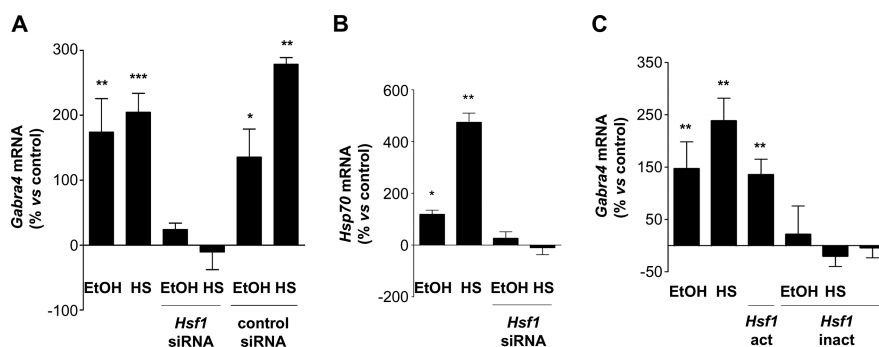 A
Gabra4 mRNA
(% vs control)
300
200
100
0
-100
**
***
*
**
EtOH HS EtOH HS EtOH HS
Hsf1
siRNA
control
siRNA
B
Hsp70 mRNA
(% vs control)
600
400
200
0
-200
*
**
EtOH HS EtOH HS
Hsf1
siRNA
C
Gabra4 mRNA
(% vs control)
350
250
150
50
-50
**
**
**
EtOH HS EtOH HS
Hsf1
act
Hsf1
inact